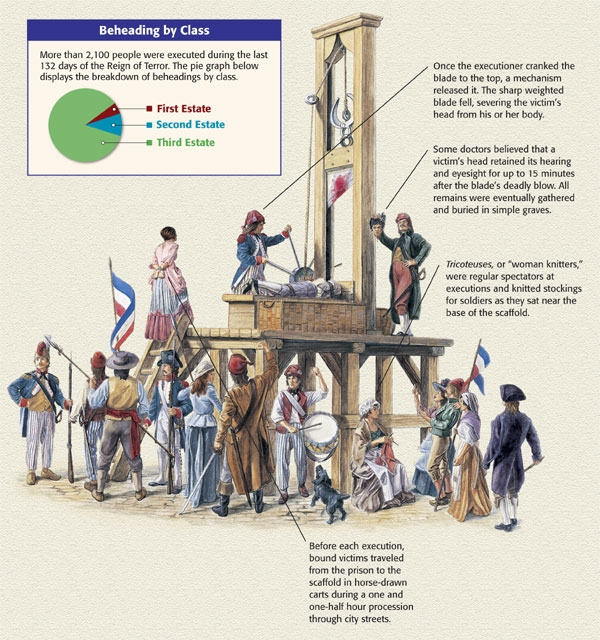 Beheading by Class
More than 2,100 people were executed during the last
132 days of the Reign of Terror. The pie graph below
displays the breakdown of beheadings by class.
First Estate
Second Estate
Third Estate
Once the executioner cranked the
blade to the top, a mechanism
released it. The sharp weighted
blade fell, severing the victim's
head from his or her body.
Some doctors believed that a
victim's head retained its hearing
and eyesight for up to 15 minutes
after the blade's deadly blow. All
remains were eventually gathered
and buried in simple graves.
Tricoteuses, or "woman knitters,"
were regular spectators at
executions and knitted stockings
for soldiers as they sat near the
base of the scaffold.
Before each execution,
bound victims traveled
from the prison to the
scaffold in horse-drawn
carts during a one and
one-half hour procession
through city streets.